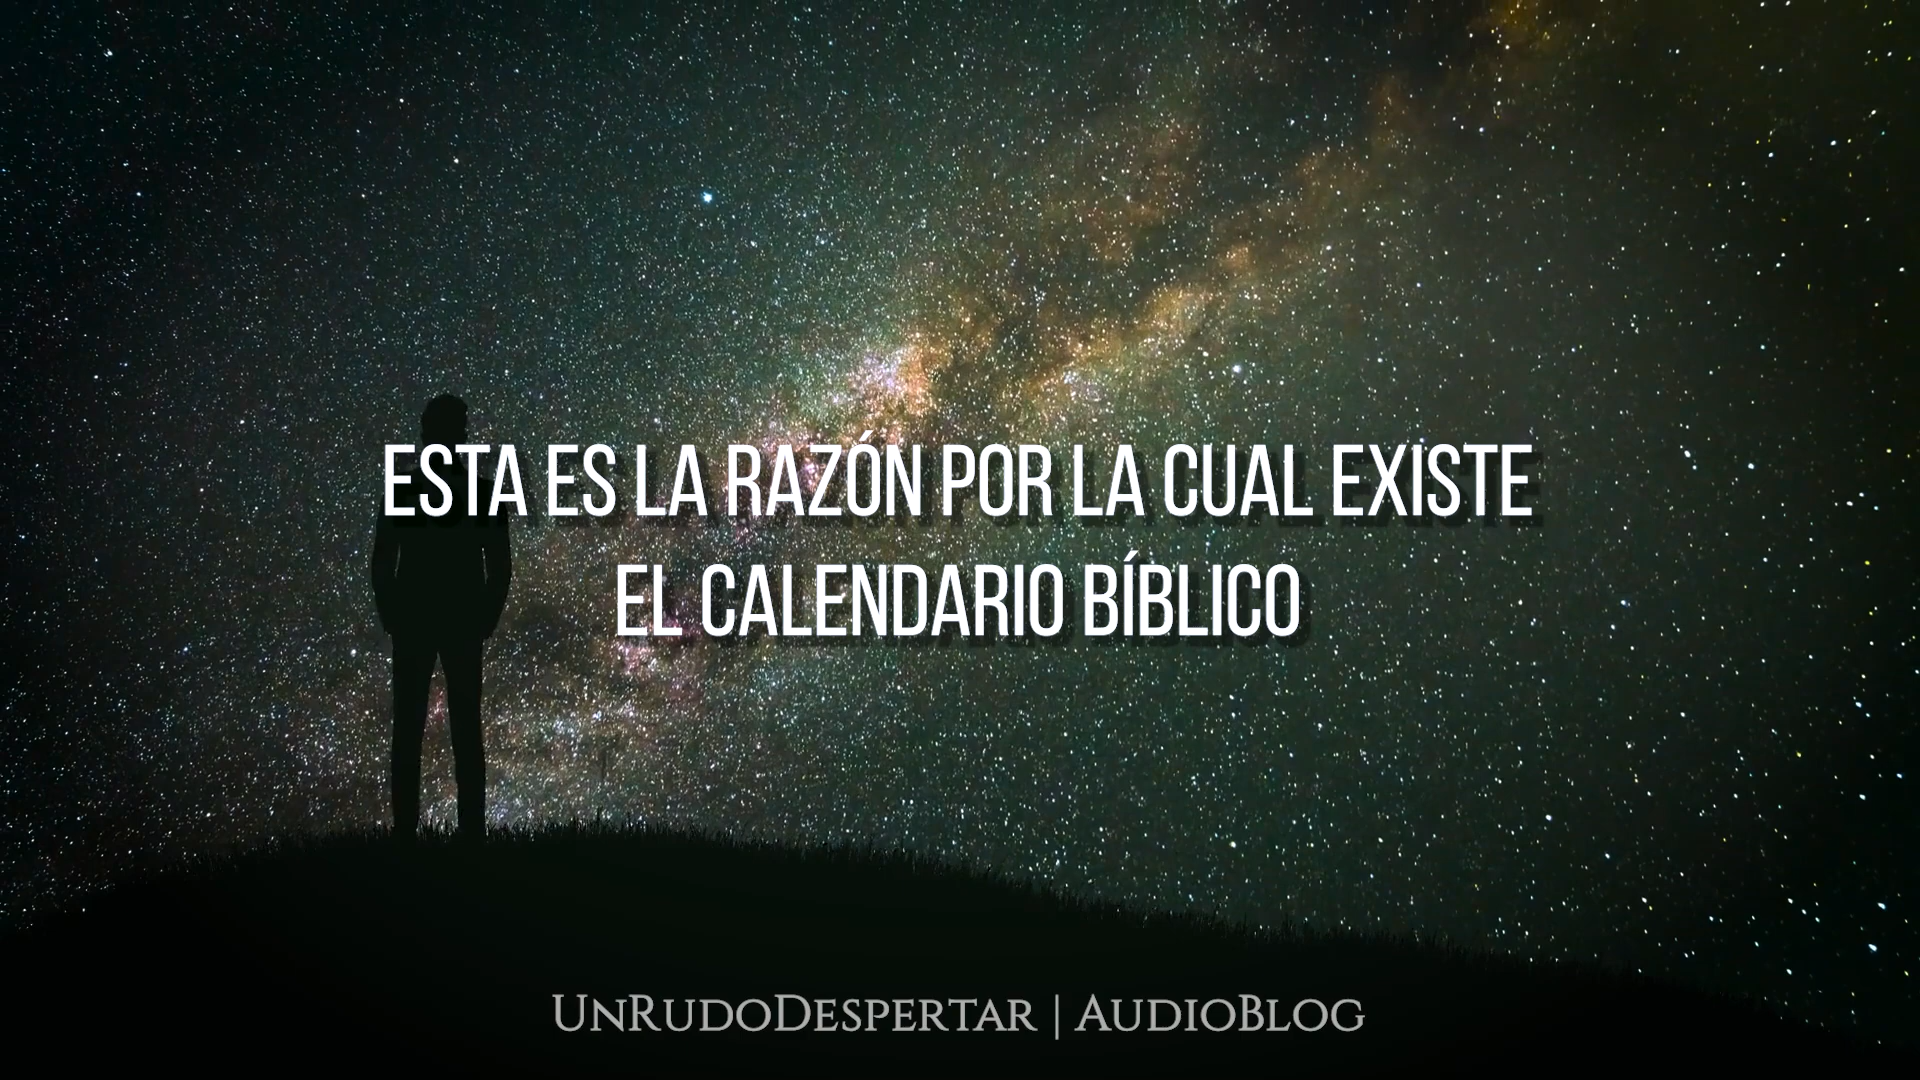 ESTA ES LA RAZÓN POR LA CUAL EXISTE
EL CALENDARIO BÍBLICO
UNRUDODESPERTAR | AUDIOBLOG